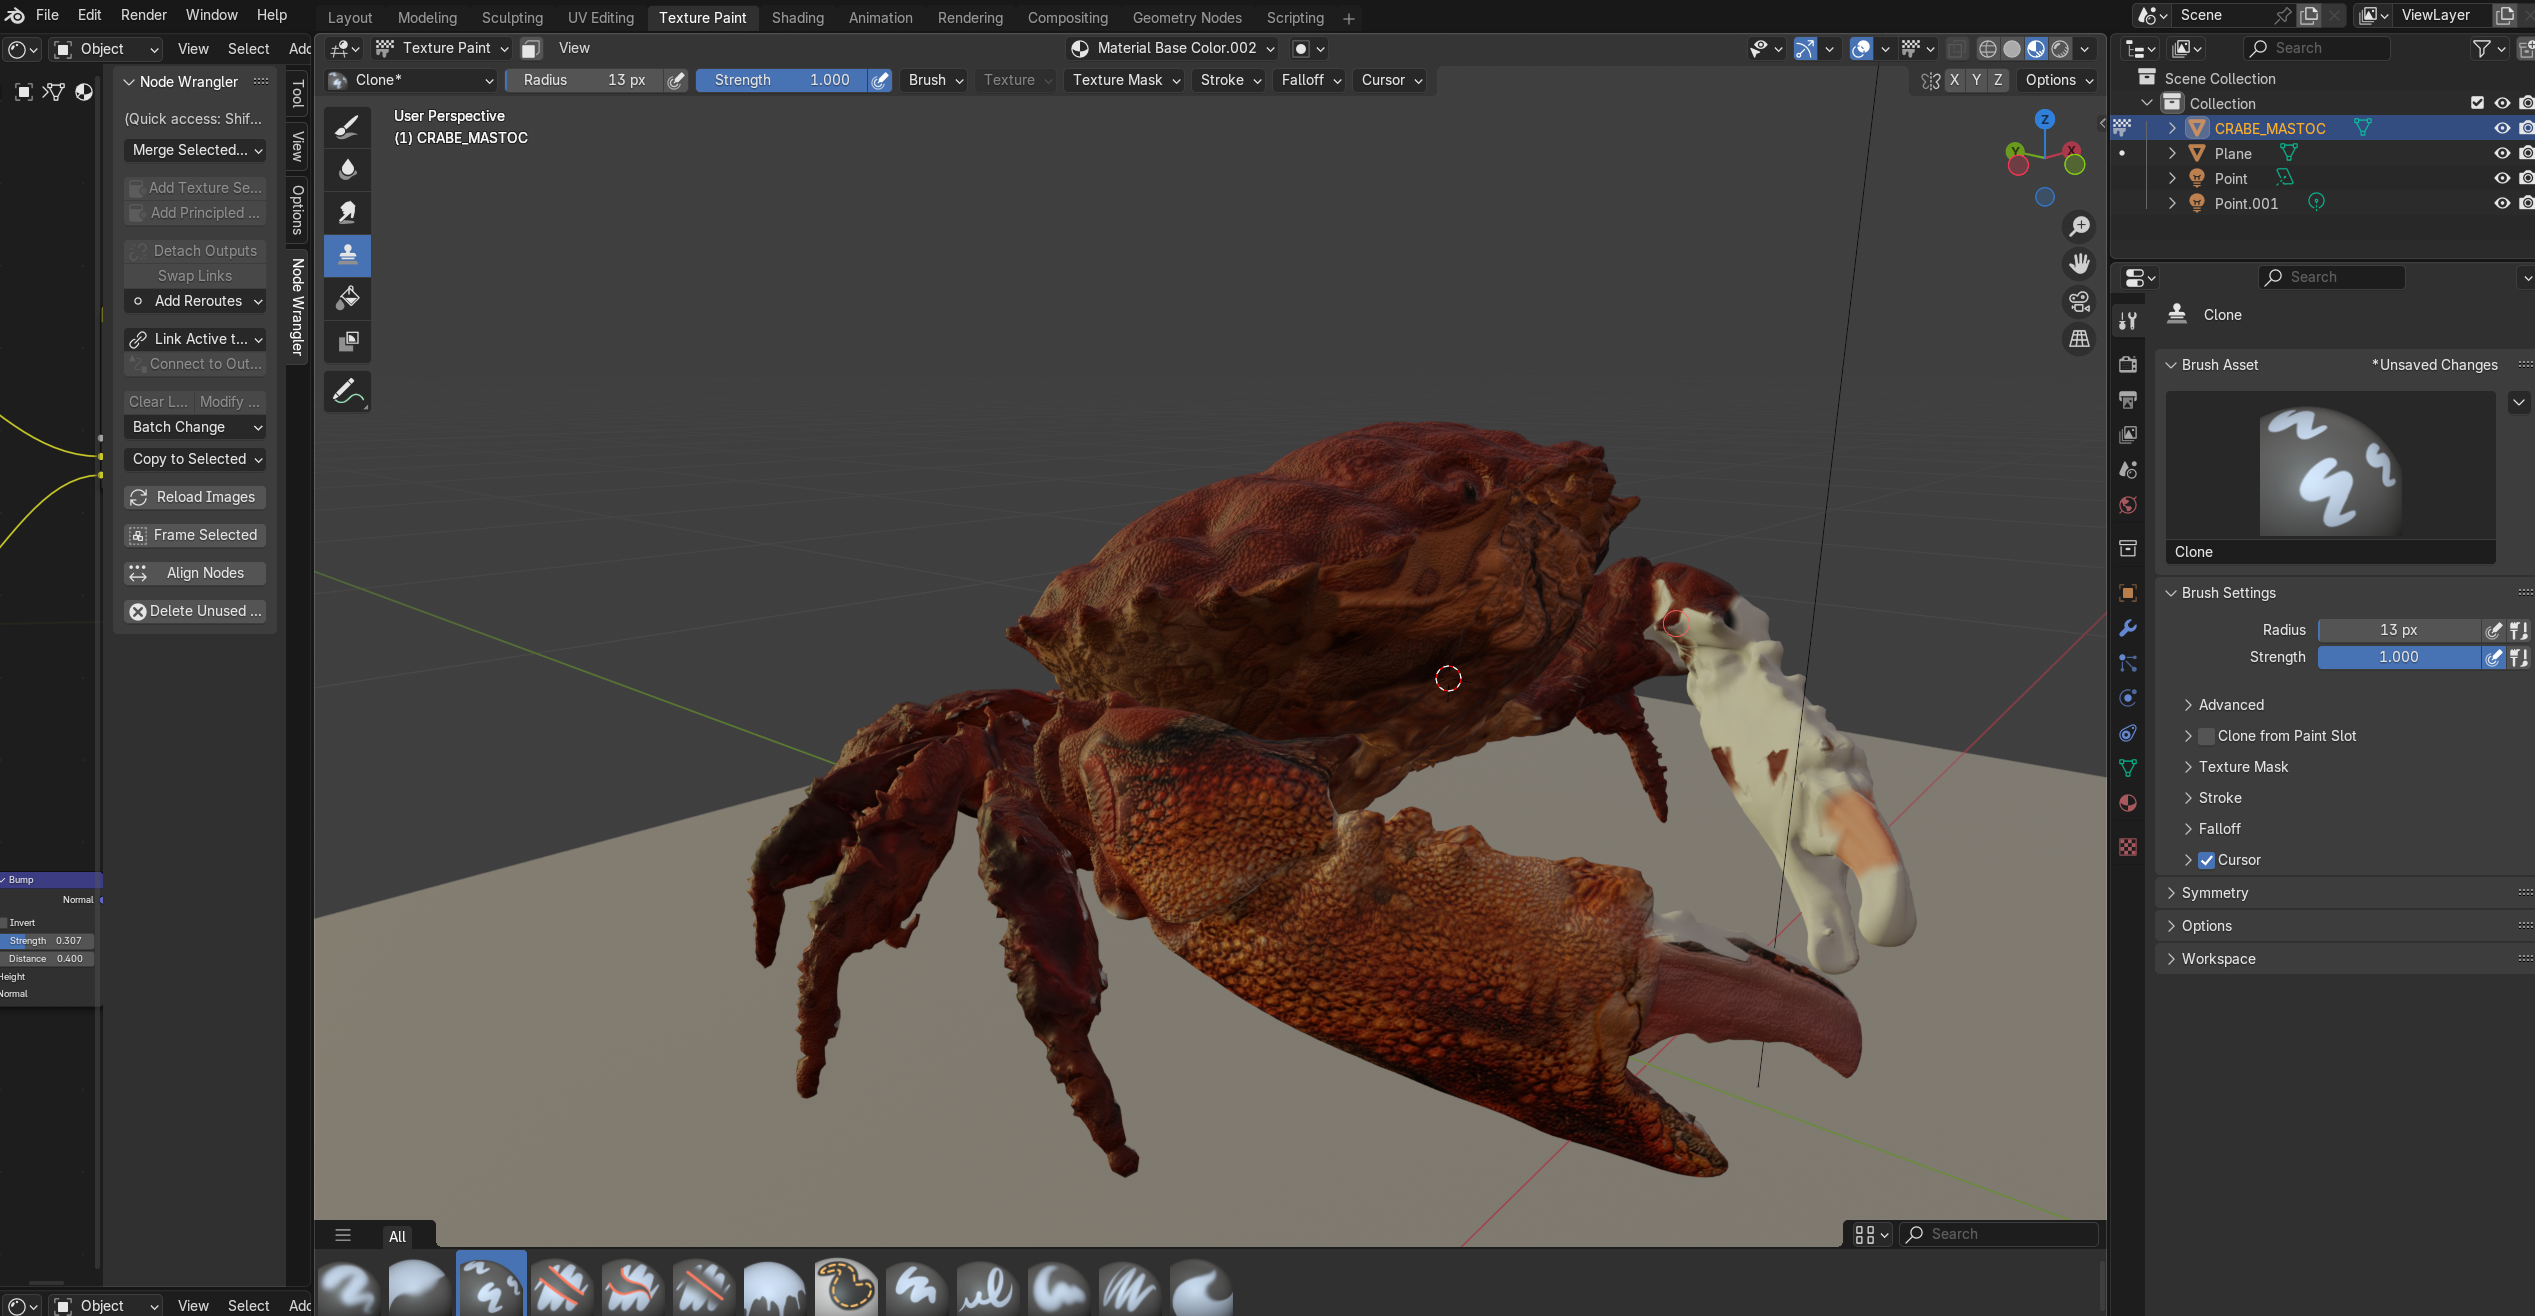 File Edit Render Window Help
Layout Modeling Sculpting UV Editing Texture Paint Shading Animation Rendering Compositing Geometry Nodes Scripting +
Scene
ViewLayer
Object View Select Add
Texture Paint View
Material Base Color.002
Search
Clone* Radius 13 px Strength 1.000 Brush Texture Texture Mask Stroke Falloff Cursor
X Y Z Options
Node Wrangler
(Quick access: Shif...
Merge Selected...
Add Texture Se...
Add Principled ...
Detach Outputs
Swap Links
Add Reroutes
Link Active t...
Connect to Out...
Clear L... Modify ...
Batch Change
Copy to Selected
Reload Images
Frame Selected
Align Nodes
Delete Unused ...
Tool
View
Options
Node Wrangler
Bump
Normal
Invert
Strength 0.307
Distance 0.400
Height
Normal
Object View Select Add
User Perspective
(1) CRABE_MASTOC
Z
Y
X
All
Search
Scene Collection
Collection
CRABE_MASTOC
Plane
Point
Point.001
Search
Clone
Brush Asset *Unsaved Changes
Clone
Brush Settings
Radius 13 px
Strength 1.000
Advanced
Clone from Paint Slot
Texture Mask
Stroke
Falloff
Cursor
Symmetry
Options
Workspace